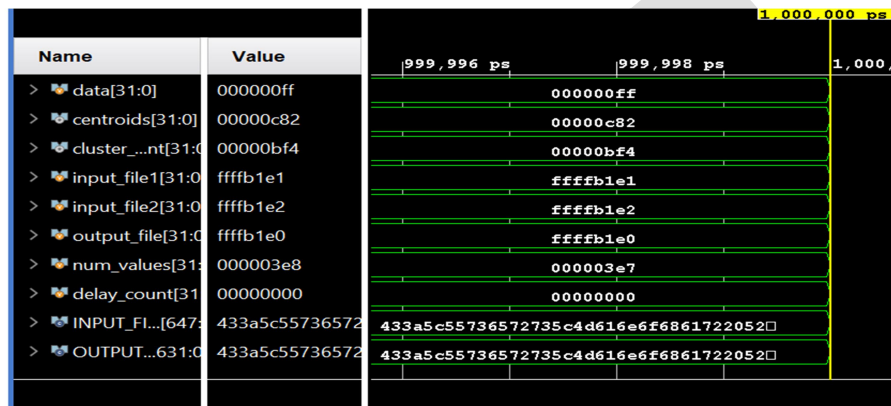 1,000,000 ps
Name Value 999,996 ps 999,998 ps 1,000,
data[31:0] 000000ff 000000ff
centroids[31:0] 00000c82 00000c82
cluster_...nt[31:0 00000bf4 00000bf4
input_file1[31:0 ffffb1e1 ffffb1e1
input_file2[31:0 ffffb1e2 ffffb1e2
output_file[31:0 ffffb1e0 ffffb1e0
num_values[31: 000003e8 000003e7
delay_count[31 00000000 00000000
INPUT_FI...[647: 433a5c55736572 433a5c55736572735c4d616e6f6861722052
OUTPUT...631:0 433a5c55736572 433a5c55736572735c4d616e6f6861722052